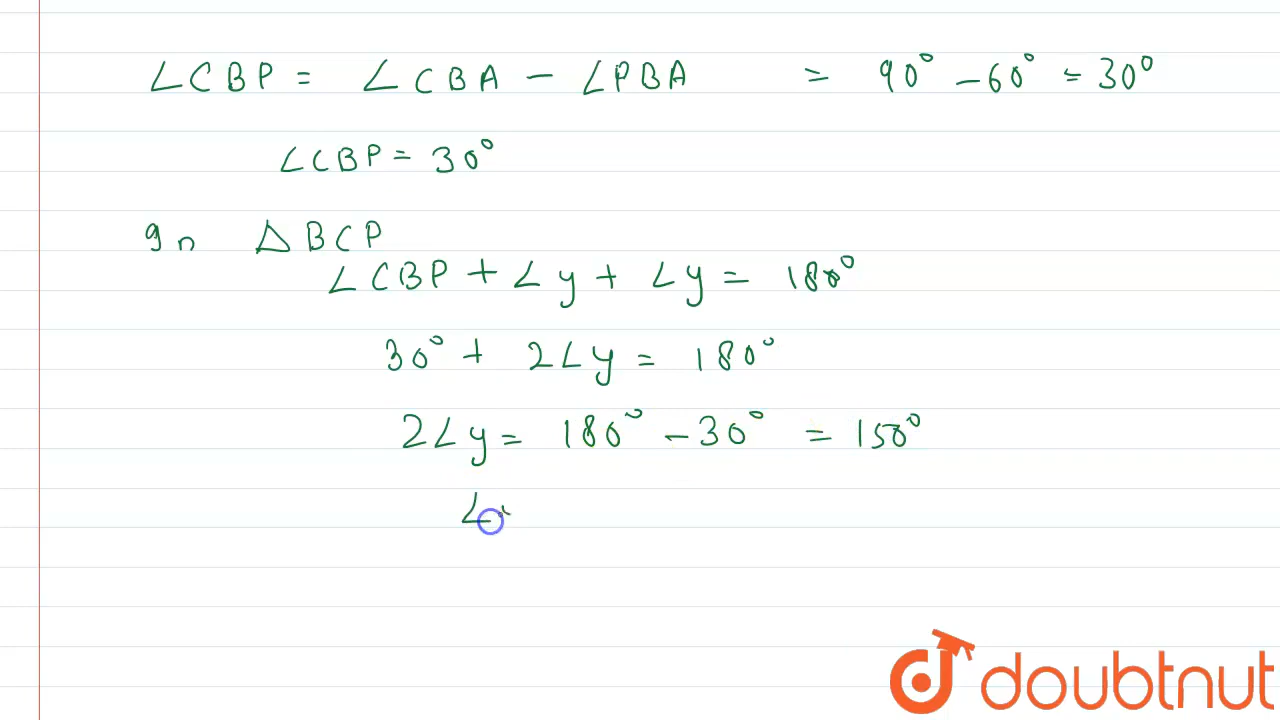 ∠CBP = ∠CBA - ∠PBA = 90° - 60° = 30°
∠CBP = 30°
In △BCP
∠CBP + ∠y + ∠y = 180°
30° + 2∠y = 180°
2∠y = 180° - 30° = 150°
∠
doubtnut